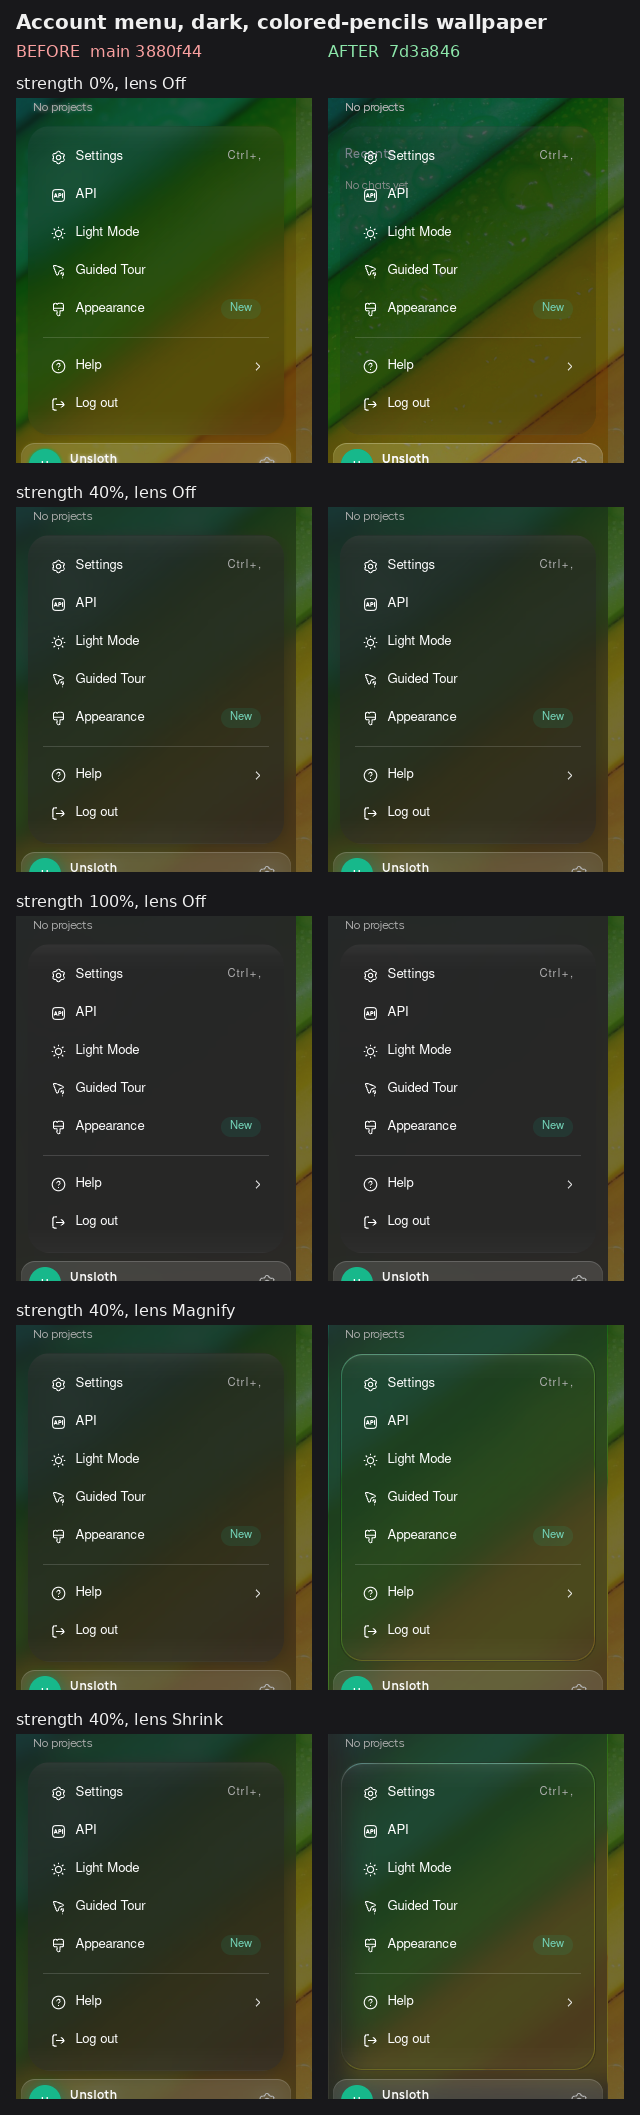 Account menu, dark, colored-pencils wallpaper
BEFORE main 3880f44 AFTER 7d3a846
strength 0%, lens Off
No projects No projects
Settings Ctrl+, Recents Settings Ctrl+,
No chats yet
API API
Light Mode Light Mode
Guided Tour Guided Tour
Appearance New Appearance New
Help Help
Log out Log out
Unsloth Unsloth
strength 40%, lens Off
No projects No projects
Settings Ctrl+, Settings Ctrl+,
API API
Light Mode Light Mode
Guided Tour Guided Tour
Appearance New Appearance New
Help Help
Log out Log out
Unsloth Unsloth
strength 100%, lens Off
No projects No projects
Settings Ctrl+, Settings Ctrl+,
API API
Light Mode Light Mode
Guided Tour Guided Tour
Appearance New Appearance New
Help Help
Log out Log out
Unsloth Unsloth
strength 40%, lens Magnify
No projects No projects
Settings Ctrl+, Settings Ctrl+,
API API
Light Mode Light Mode
Guided Tour Guided Tour
Appearance New Appearance New
Help Help
Log out Log out
Unsloth Unsloth
strength 40%, lens Shrink
No projects No projects
Settings Ctrl+, Settings Ctrl+,
API API
Light Mode Light Mode
Guided Tour Guided Tour
Appearance New Appearance New
Help Help
Log out Log out
Unsloth Unsloth